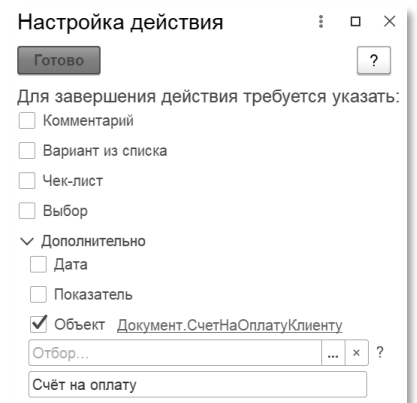 Настройка действия
Готово ?
Для завершения действия требуется указать:
Комментарий
Вариант из списка
Чек-лист
Выбор
Дополнительно
Дата
Показатель
Объект Документ.СчетНаОплатуКлиенту
Отбор... ... × ?
Счёт на оплату